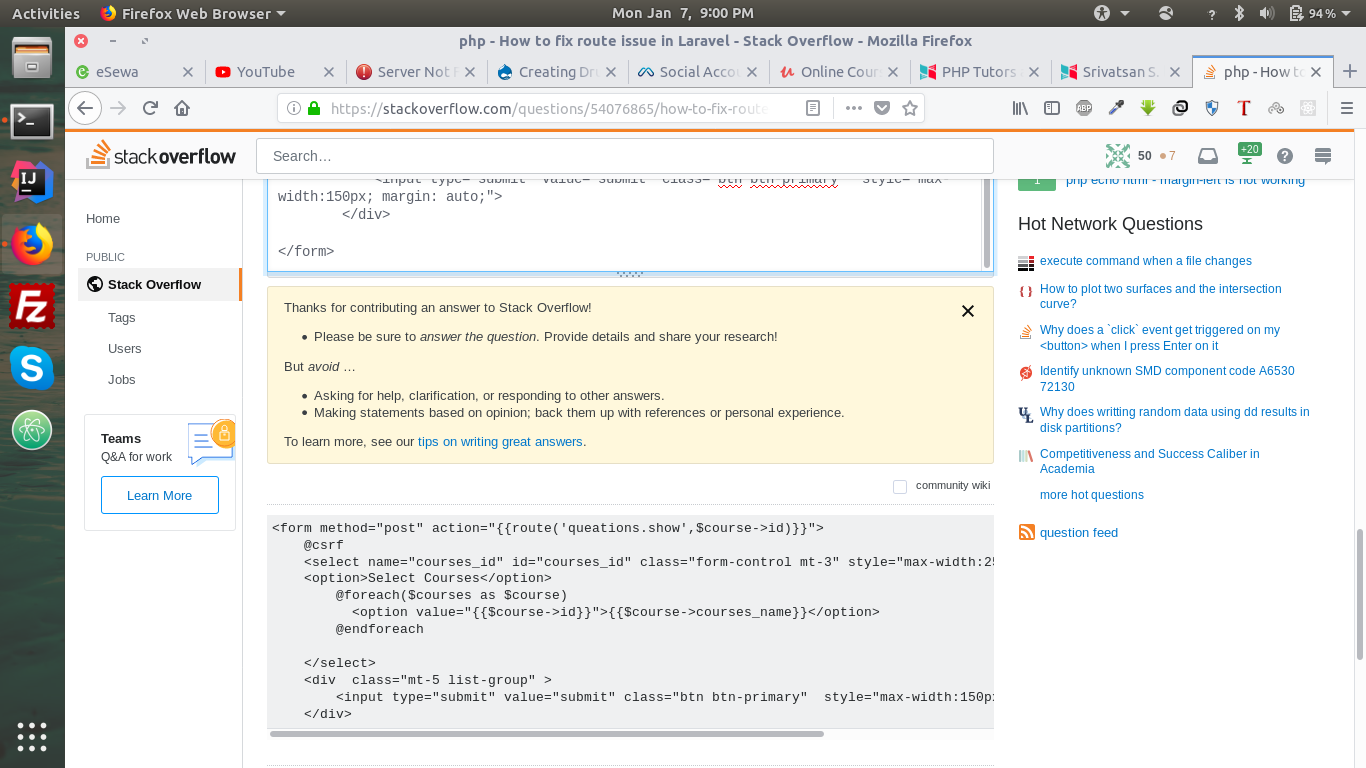 Activities
Firefox Web Browser
Mon Jan 7, 9:00 PM
94%
php - How to fix route issue in Laravel - Stack Overflow - Mozilla Firefox
eSewa
YouTube
Server Not F
Creating Dru
Social Accou
Online Cour
PHP Tutors
Srivatsan S.
php - How to
https://stackoverflow.com/questions/54076865/how-to-fix-route
ABP
T
stackoverflow
Search…
50
7
+20
Home
PUBLIC
Stack Overflow
Tags
Users
Jobs
Teams
Q&A for work
Learn More
<input type="submit" value="submit" class="btn btn-primary" style="max-
width:150px; margin: auto;">
</div>
</form>
Thanks for contributing an answer to Stack Overflow!
Please be sure to answer the question. Provide details and share your research!
But avoid …
Asking for help, clarification, or responding to other answers.
Making statements based on opinion; back them up with references or personal experience.
To learn more, see our tips on writing great answers.
community wiki
<form method="post" action="{{route('queations.show',$course->id)}}">
@csrf
<select name="courses_id" id="courses_id" class="form-control mt-3" style="max-width:25
<option>Select Courses</option>
@foreach($courses as $course)
<option value="{{$course->id}}">{{$course->courses_name}}</option>
@endforeach
</select>
<div  class="mt-5 list-group" >
<input type="submit" value="submit" class="btn btn-primary"  style="max-width:150px
</div>
1
php echo html - margin-left is not working
Hot Network Questions
execute command when a file changes
How to plot two surfaces and the intersection
curve?
Why does a `click` event get triggered on my
<button> when I press Enter on it
Identify unknown SMD component code A6530
72130
Why does writting random data using dd results in
disk partitions?
Competitiveness and Success Caliber in
Academia
more hot questions
question feed